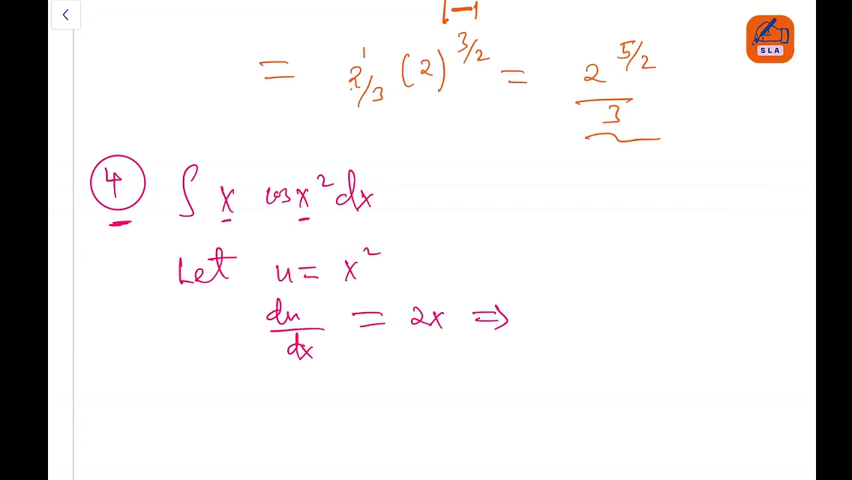 SLA
= 2/3 (2)^{3/2} = 2^{5/2}/3
4 ∫ x cos x² dx
Let u = x²
du/dx = 2x ⇒